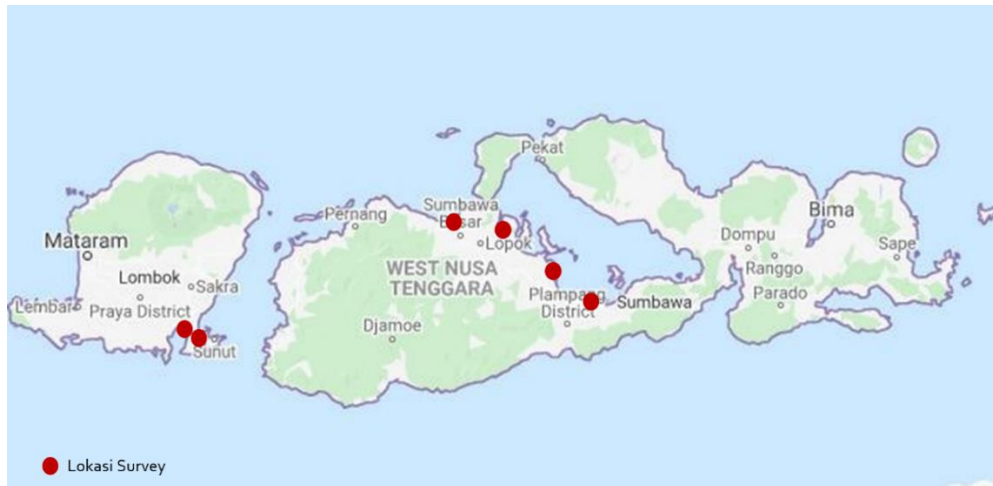 Pekat
Sumbawa
Besar
Pernang
Lopok
Bima
Mataram
Dompu
Sape
WEST NUSA
TENGGARA
Ranggo
Lombok
Sakra
Parado
Plampang
District
Sumbawa
Lembar
Praya District
Djamoe
Sunut
Lokasi Survey